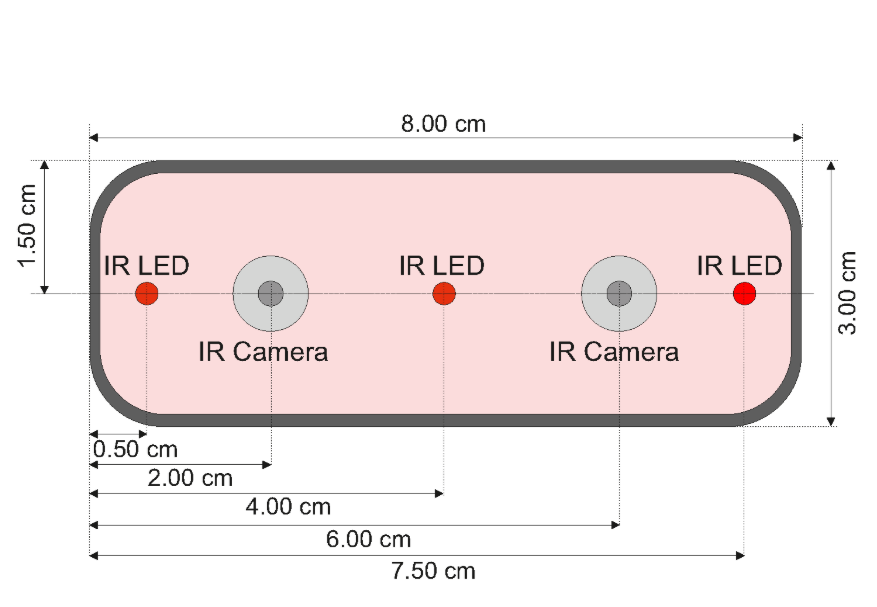 8.00 cm
1.50 cm
IR LED
IR LED
IR LED
3.00 cm
IR Camera
IR Camera
0.50 cm
2.00 cm
4.00 cm
6.00 cm
7.50 cm